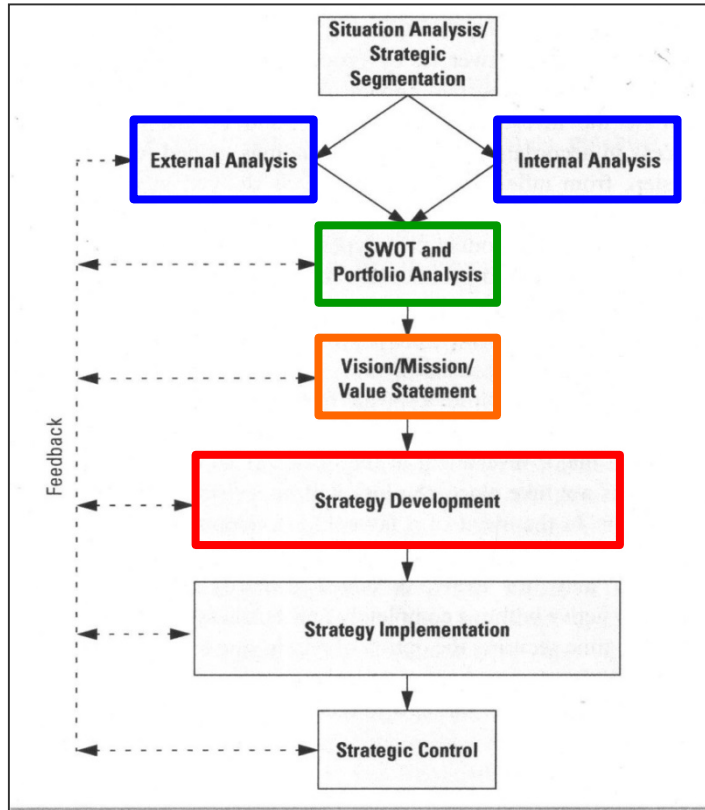 Situation Analysis/
Strategic
Segmentation
External Analysis
Internal Analysis
SWOT and
Portfolio Analysis
Vision/Mission/
Value Statement
Feedback
Strategy Development
Strategy Implementation
Strategic Control